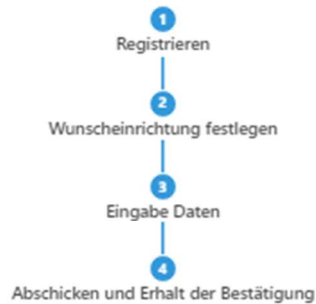 1
Registrieren
2
Wunscheinrichtung festlegen
3
Eingabe Daten
4
Abschicken und Erhalt der Bestätigung